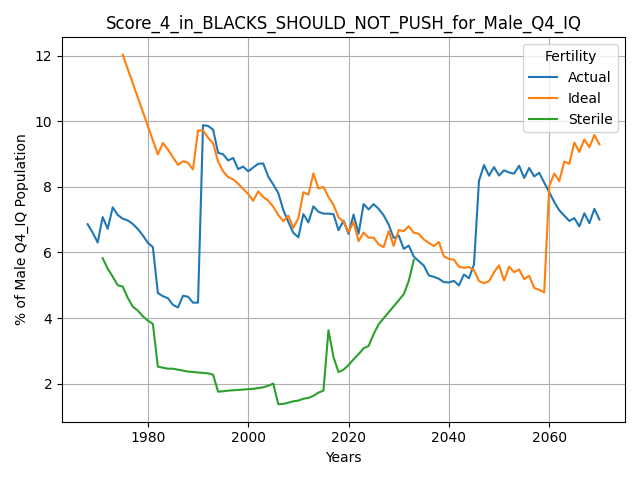 Score_4_in_BLACKS_SHOULD_NOT_PUSH_for_Male_Q4_IQ
Fertility
Actual
Ideal
Sterile
% of Male Q4_IQ Population
12
10
8
6
4
2
1980
2000
2020
2040
2060
Years